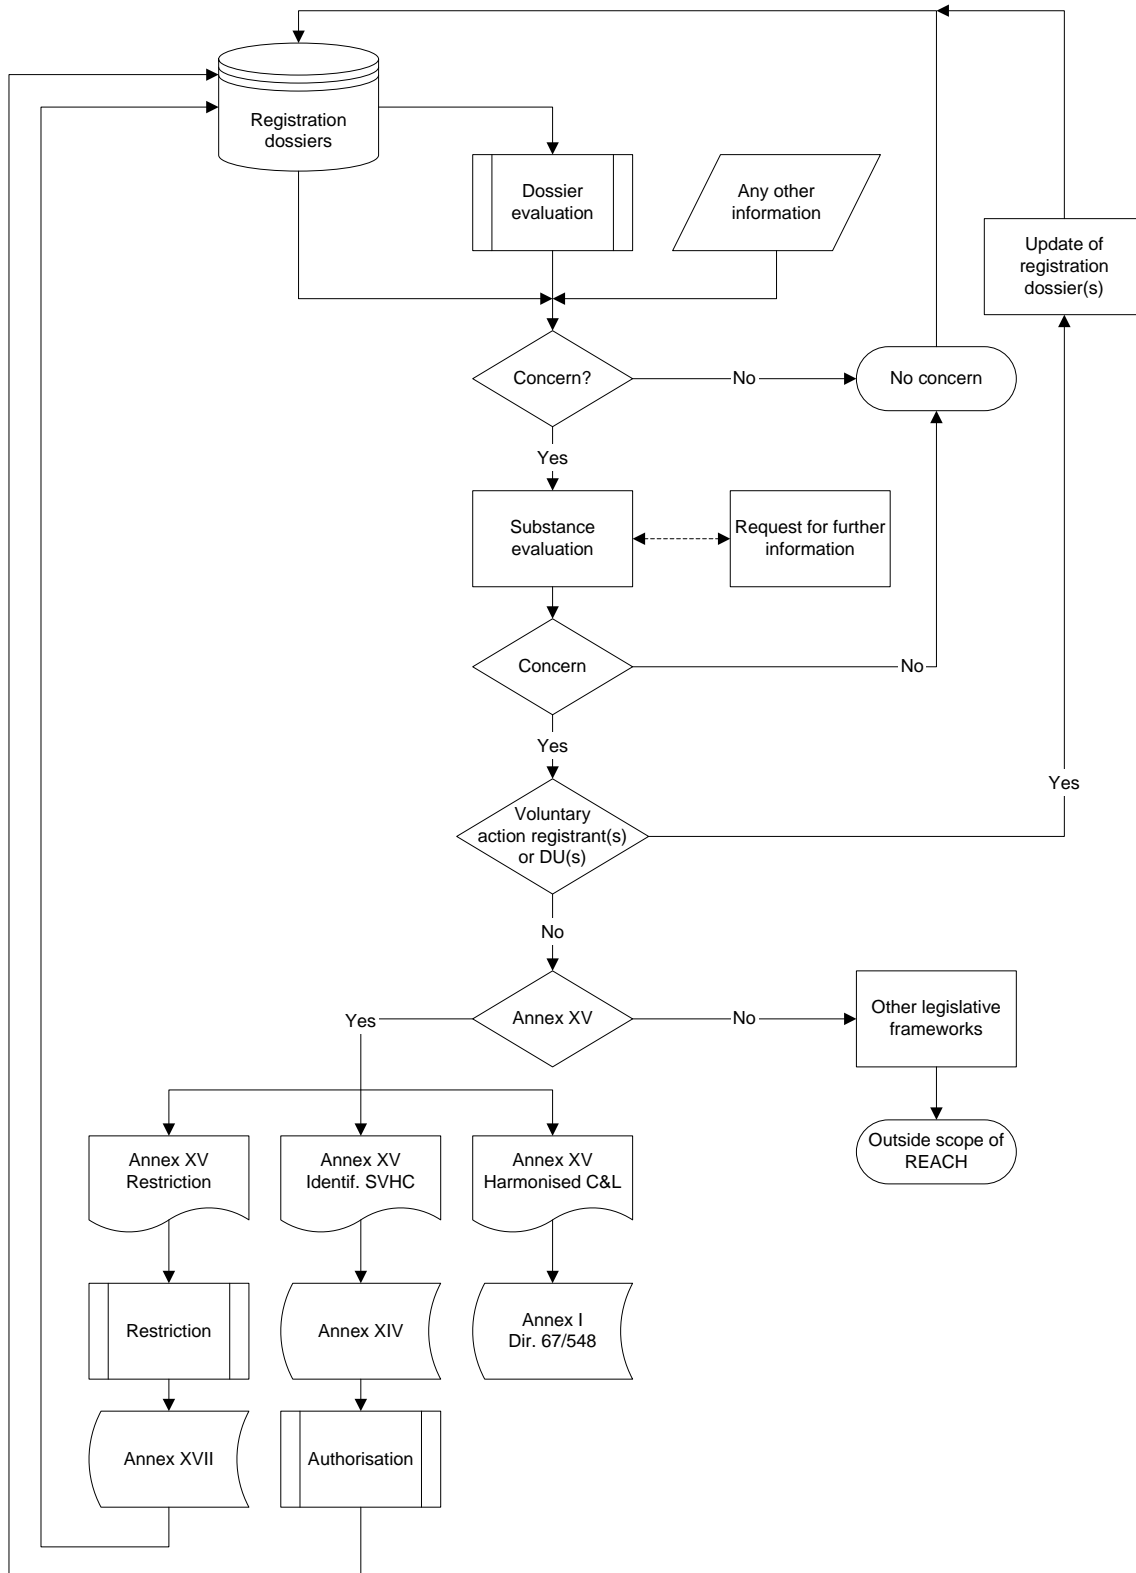 Registration
dossiers
Dossier
evaluation
Any other
information
Update of
registration
dossier(s)
Concern?
No
No concern
Yes
Substance
evaluation
Request for further
information
Concern
No
Yes
Yes
Voluntary
action registrant(s)
or DU(s)
No
Annex XV
Yes
No
Other legislative
frameworks
Outside scope of
REACH
Annex XV
Restriction
Annex XV
Identif. SVHC
Annex XV
Harmonised C&L
Restriction
Annex XIV
Annex I
Dir. 67/548
Annex XVII
Authorisation